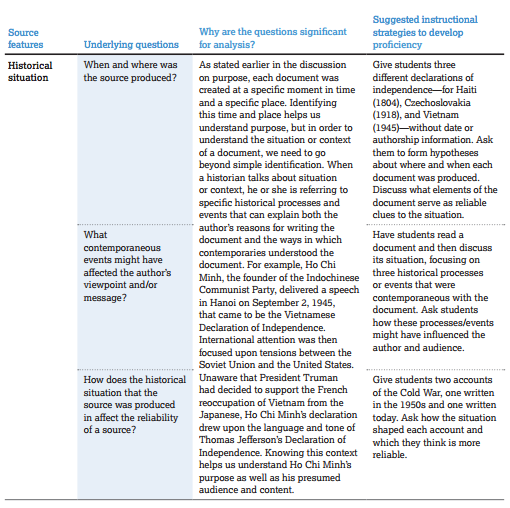 Source
features
Underlying questions
Why are the questions significant
for analysis?
Suggested instructional
strategies to develop
proficiency
Historical
situation
When and where was
the source produced?
As stated earlier in the discussion
on purpose, each document was
created at a specific moment in time
and a specific place. Identifying
this time and place helps us
understand purpose, but in order to
understand the situation or context
of a document, we need to go
beyond simple identification. When
a historian talks about situation
or context, he or she is referring to
specific historical processes and
events that can explain both the
author's reasons for writing the
document and the ways in which
contemporaries understood the
document. For example, Ho Chi
Minh, the founder of the Indochinese
Communist Party, delivered a speech
in Hanoi on September 2, 1945,
that came to be the Vietnamese
Declaration of Independence.
International attention was then
focused upon tensions between the
Soviet Union and the United States.
Unaware that President Truman
had decided to support the French
reoccupation of Vietnam from the
Japanese, Ho Chi Minh's declaration
drew upon the language and tone of
Thomas Jefferson's Declaration of
Independence. Knowing this context
helps us understand Ho Chi Minh's
purpose as well as his presumed
audience and content.
Give students three
different declarations of
independence—for Haiti
(1804), Czechoslovakia
(1918), and Vietnam
(1945)—without date or
authorship information. Ask
them to form hypotheses
about where and when each
document was produced.
Discuss what elements of the
document serve as reliable
clues to the situation.
What
contemporaneous
events might have
affected the author's
viewpoint and/or
message?
Have students read a
document and then discuss
its situation, focusing on
three historical processes
or events that were
contemporaneous with the
document. Ask students
how these processes/events
might have influenced the
author and audience.
How does the historical
situation that the
source was produced
in affect the reliability
of a source?
Give students two accounts
of the Cold War, one written
in the 1950s and one written
today. Ask how the situation
shaped each account and
which they think is more
reliable.